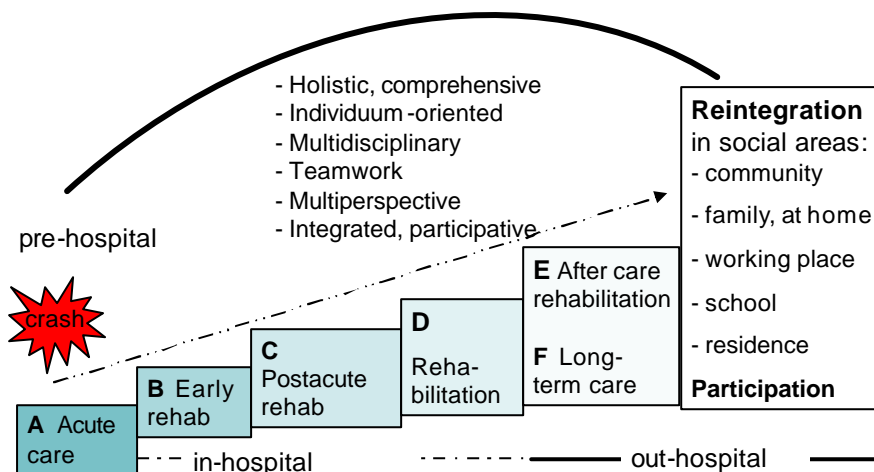 - Holistic, comprehensive
- Individuum-oriented
- Multidisciplinary
- Teamwork
- Multiperspective
- Integrated, participative
pre-hospital
crash
A Acute
care
B Early
rehab
C
Postacute
rehab
D
Reha-
bilitation
E After care
rehabilitation
F Long-
term care
Reintegration
in social areas:
- community
- family, at home
- working place
- school
- residence
Participation
in-hospital
out-hospital